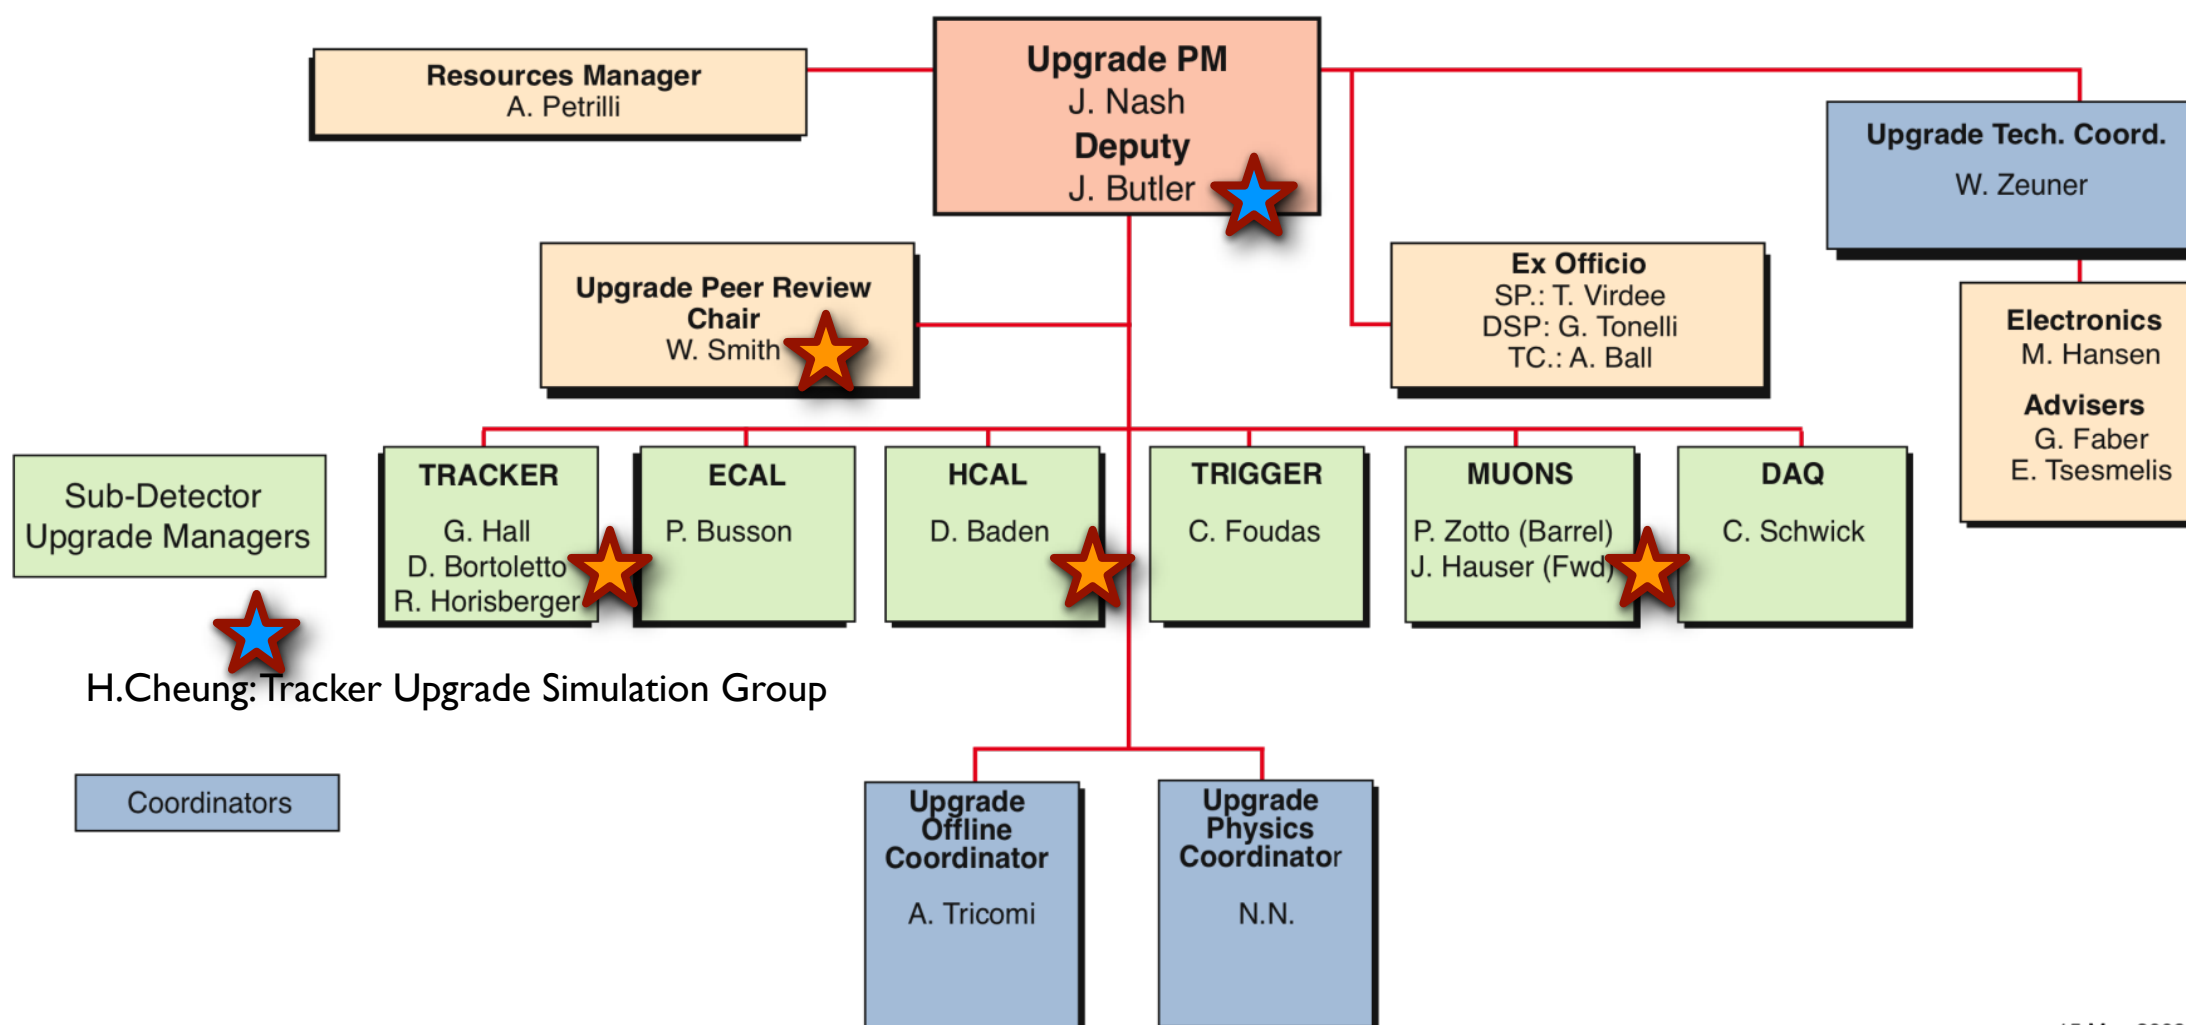 Upgrade PM
J. Nash
Deputy
J. Butler
Resources Manager
A. Petrilli
Upgrade Tech. Coord.
W. Zeuner
Upgrade Peer Review
Chair
W. Smith
Ex Officio
SP.: T. Virdee
DSP: G. Tonelli
TC.: A. Ball
Electronics
M. Hansen
Advisers
G. Faber
E. Tsesmelis
Sub-Detector
Upgrade Managers
TRACKER
G. Hall
D. Bortoletto
R. Horisberger
ECAL
P. Busson
HCAL
D. Baden
TRIGGER
C. Foudas
MUONS
P. Zotto (Barrel)
J. Hauser (Fwd)
DAQ
C. Schwick
H.Cheung: Tracker Upgrade Simulation Group
Coordinators
Upgrade
Offline
Coordinator
A. Tricomi
Upgrade
Physics
Coordinator
N.N.